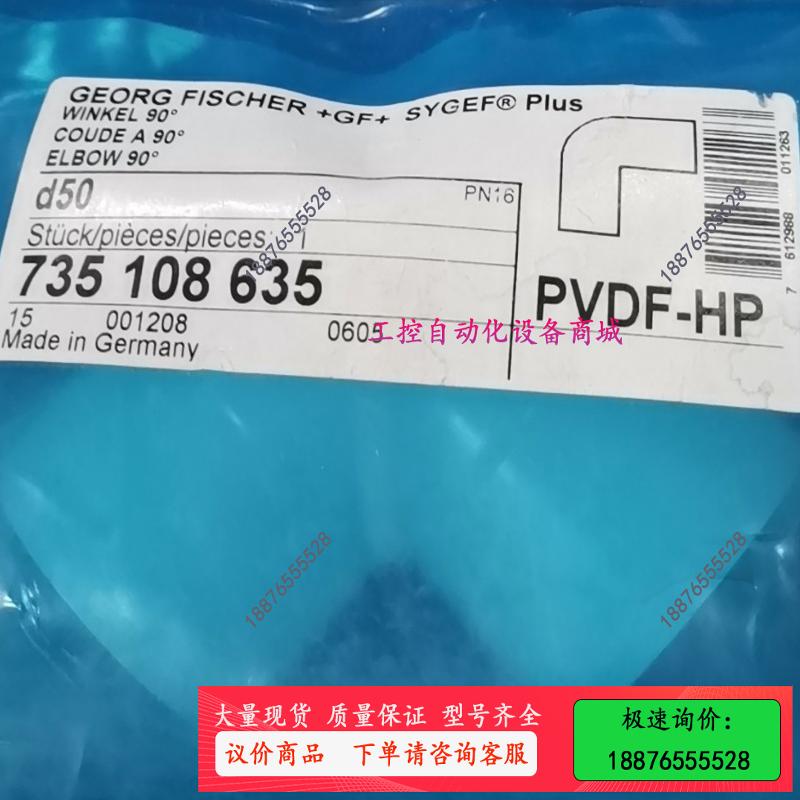 GEORG FISCHER +GF+ SYGEF® Plus
WINKEL 90°
COUDE A 90°
ELBOW 90°
d50
PN16
Stück/pièces/pieces: 1
735 108 635
15 001208 0605
Made in Germany
PVDF-HP
7 612968 011263
工控自动化设备商城
18876555528
18876555528
18876555528
18876555528
大量现货 质量保证 型号齐全
议价商品 下单请咨询客服
极速询价:
18876555528